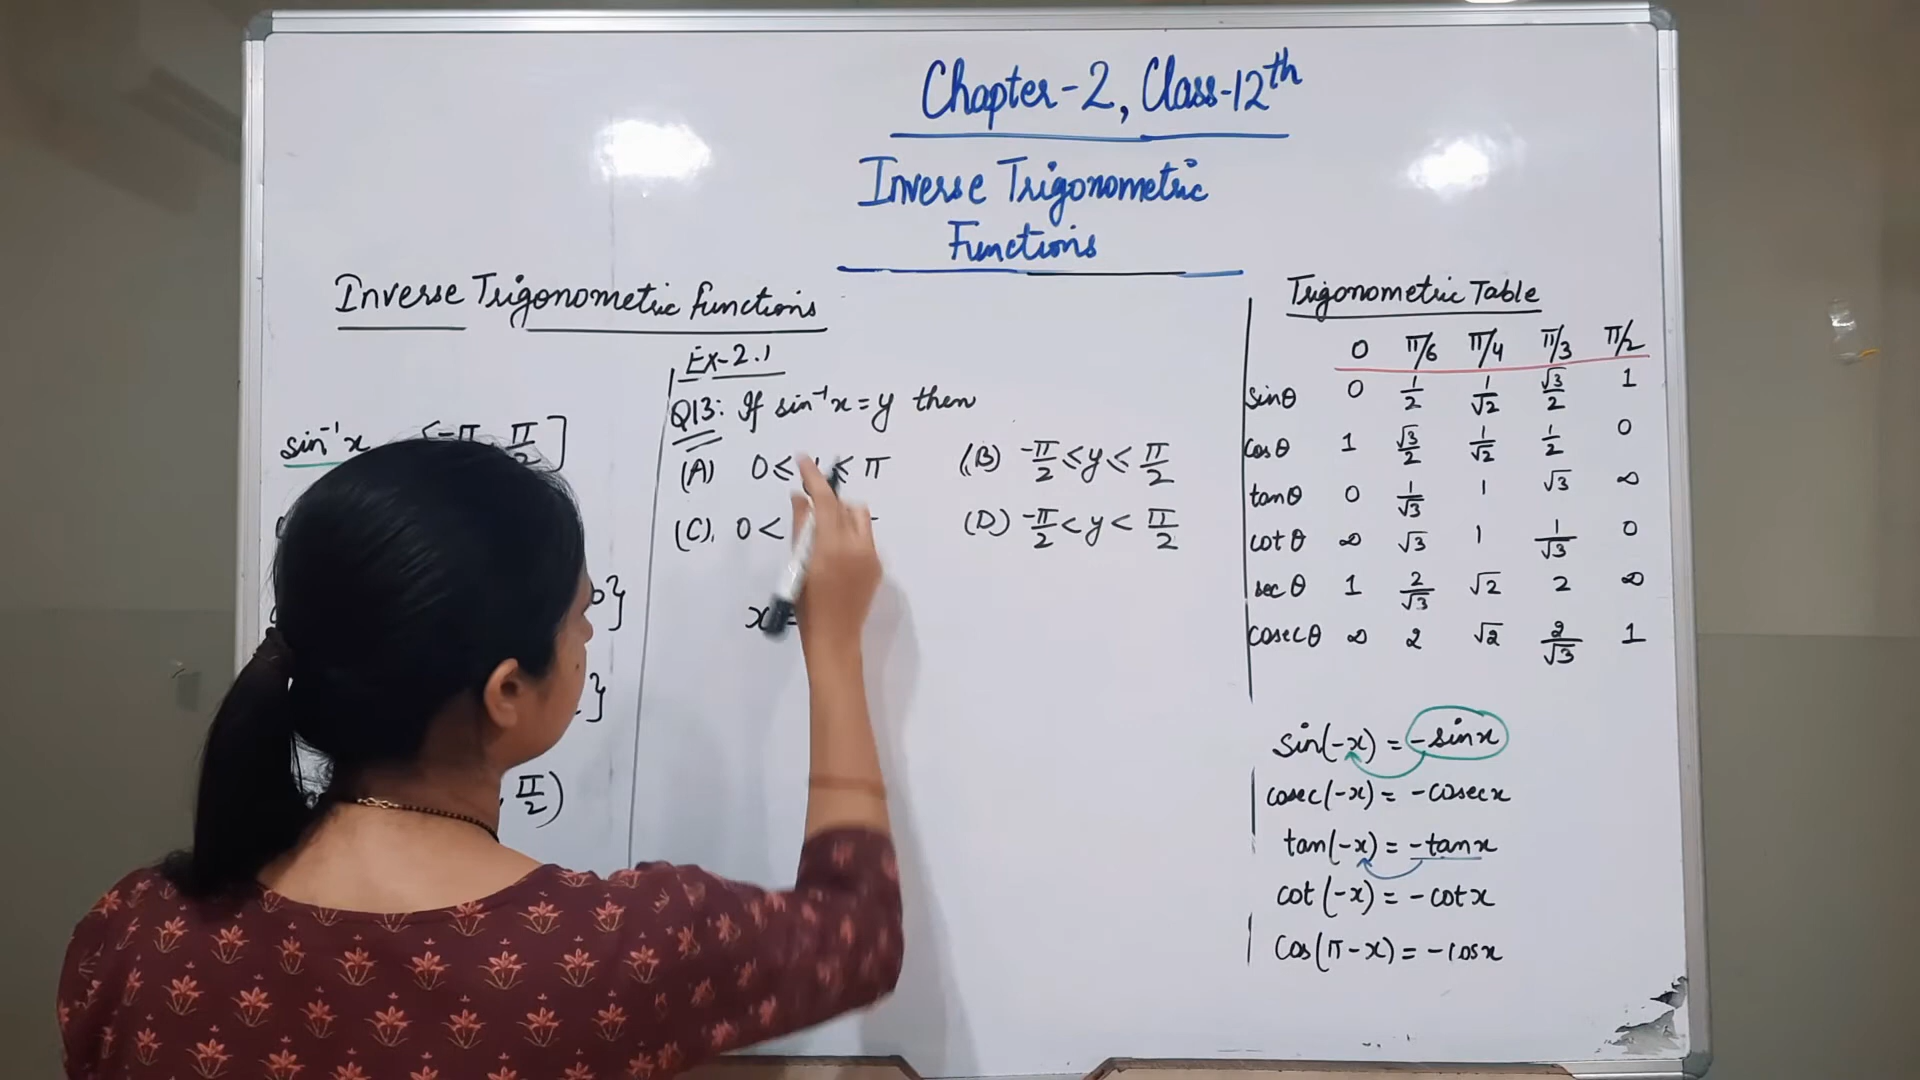 Chapter-2, Class-12th
Inverse Trigonometric
Functions
Inverse Trigonometric functions
sin⁻¹x [-π/2, π/2]
π/2)
Ex-2.1
Q13: If sin⁻¹x = y then
(A) 0 ≤ y ≤ π (B) -π/2 ≤ y ≤ π/2
(C). 0 < (D) -π/2 < y < π/2
x =
Trigonometric Table
0 π/6 π/4 π/3 π/2
sinθ 0 1/2 1/√2 √3/2 1
cosθ 1 √3/2 1/√2 1/2 0
tanθ 0 1/√3 1 √3 ∞
cotθ ∞ √3 1 1/√3 0
secθ 1 2/√3 √2 2 ∞
cosecθ ∞ 2 √2 2/√3 1
sin(-x) = -sinx
cosec(-x) = -cosecx
tan(-x) = -tanx
cot(-x) = -cotx
cos(π-x) = -cosx